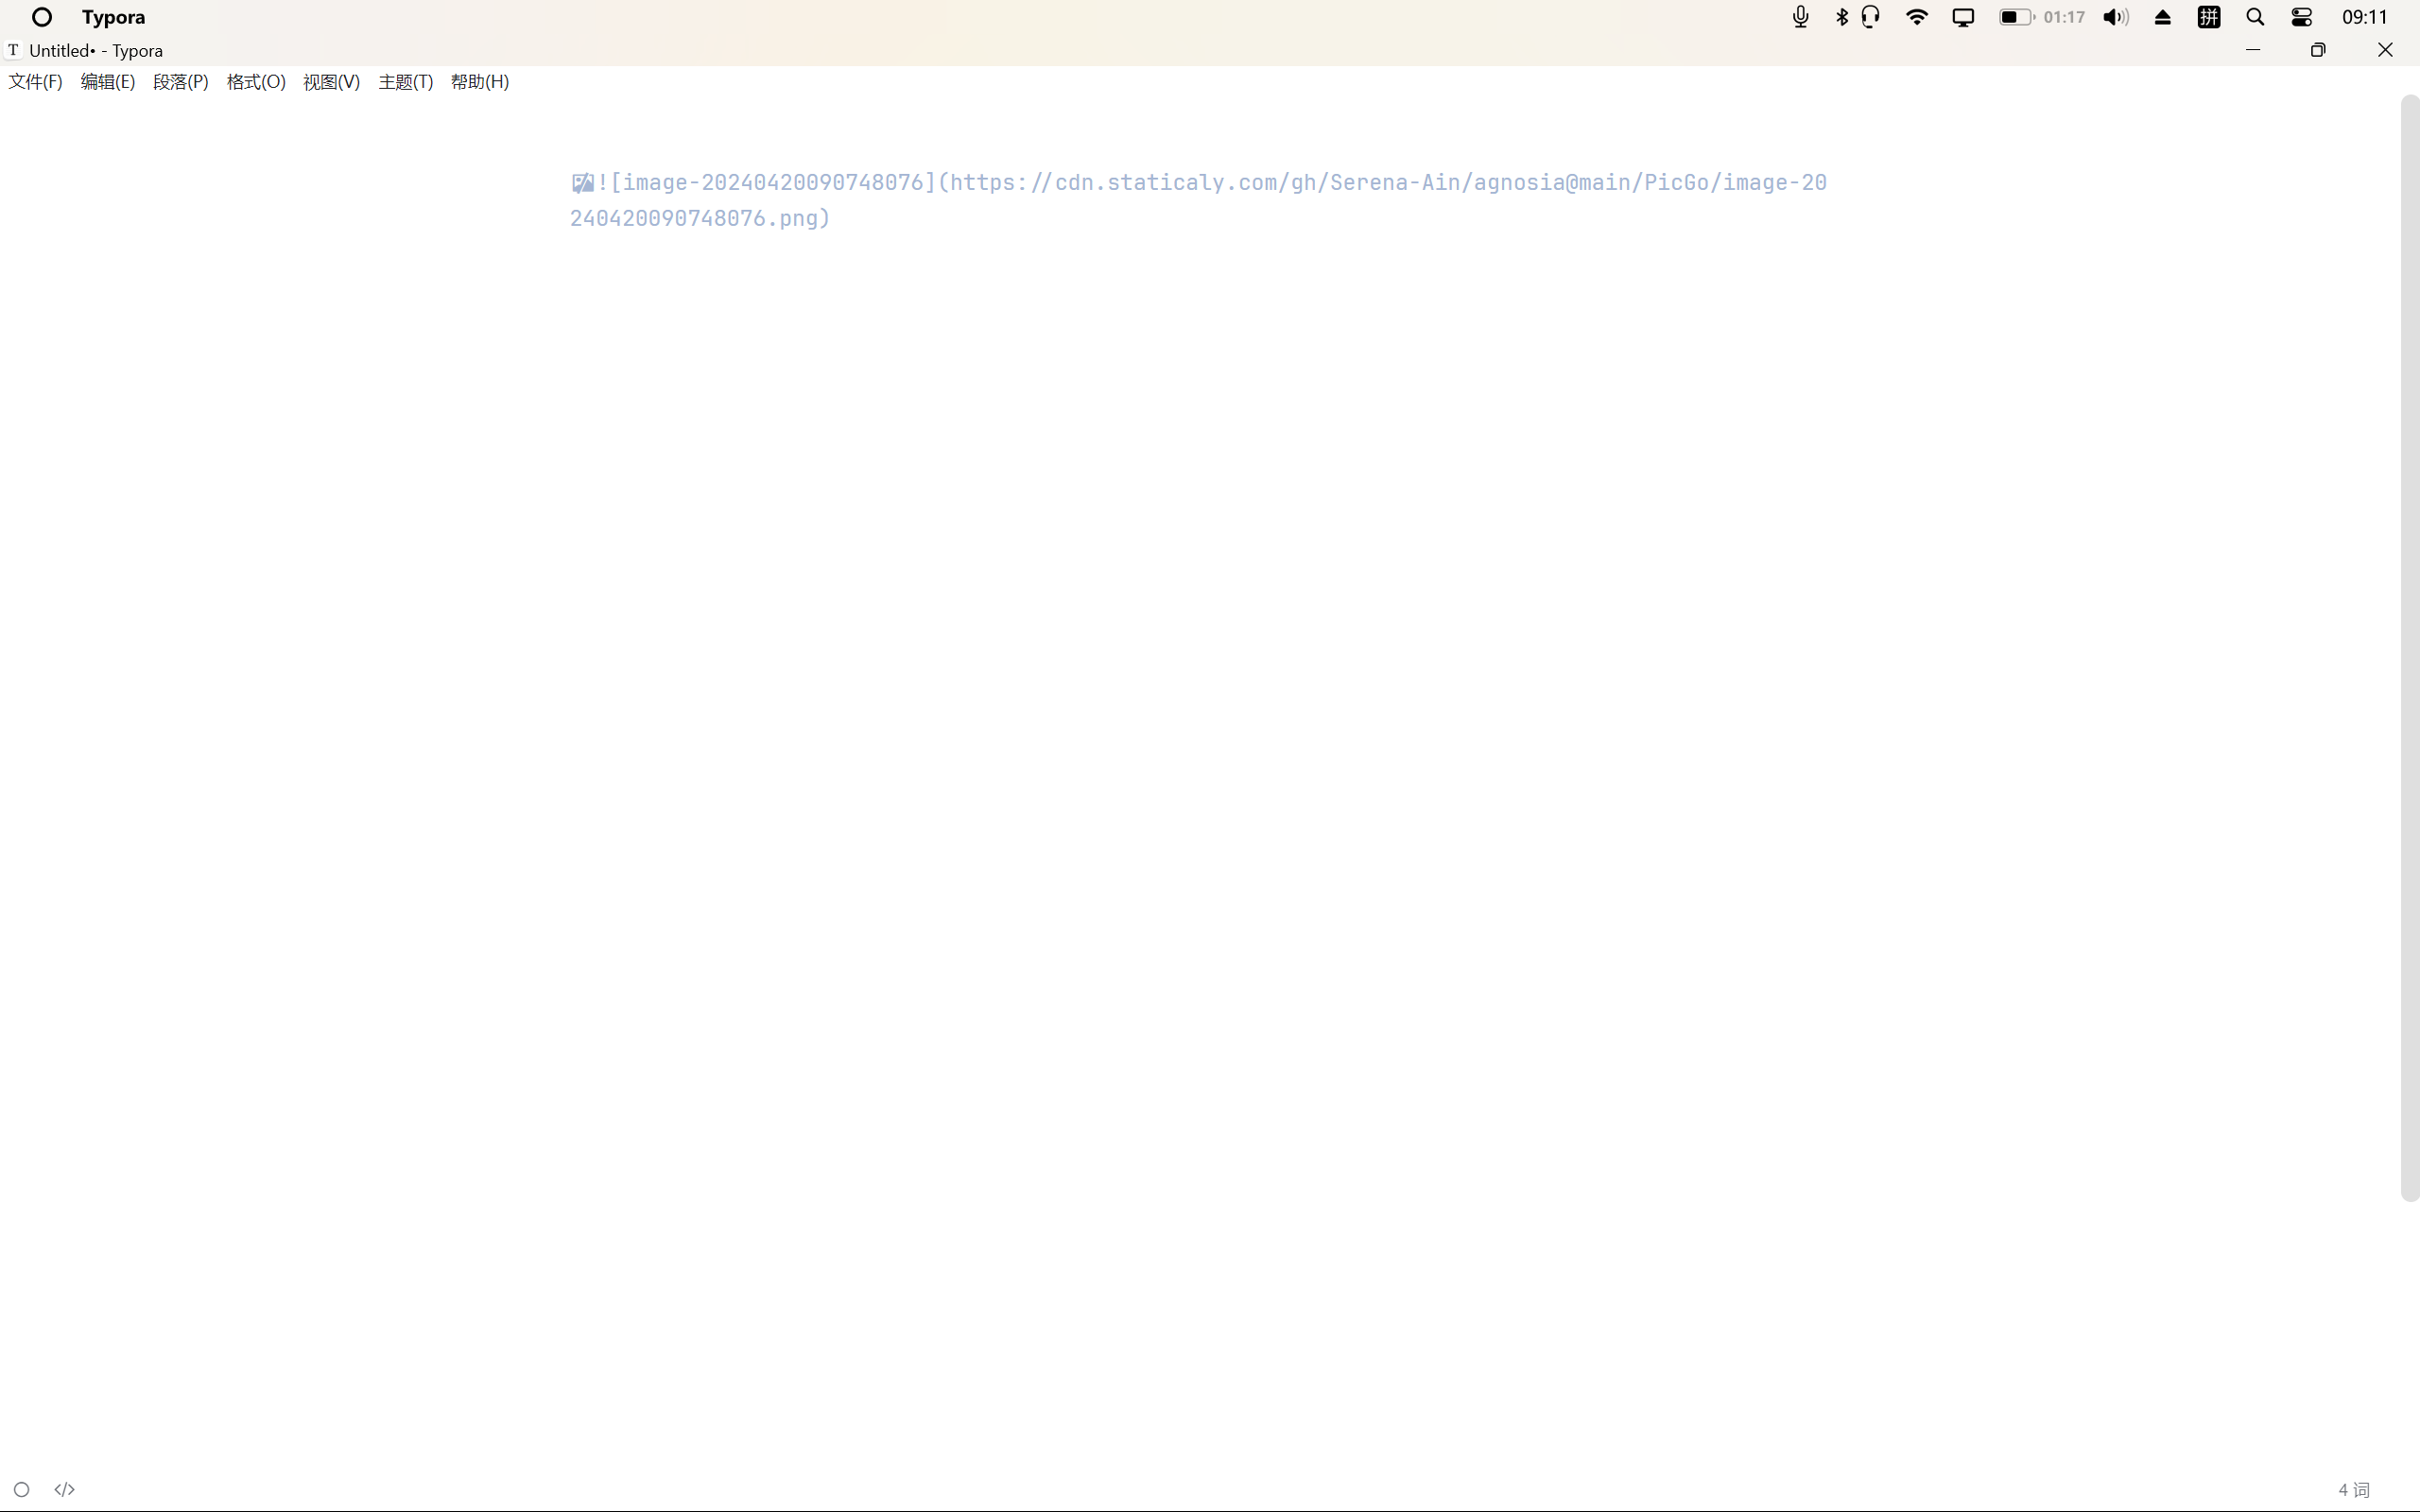 Typora
01:17
拼
09:11
T Untitled• - Typora
文件(F) 编辑(E) 段落(P) 格式(O) 视图(V) 主题(T) 帮助(H)
![image-20240420090748076](https://cdn.staticaly.com/gh/Serena-Ain/agnosia@main/PicGo/image-20
240420090748076.png)
</> 4 词